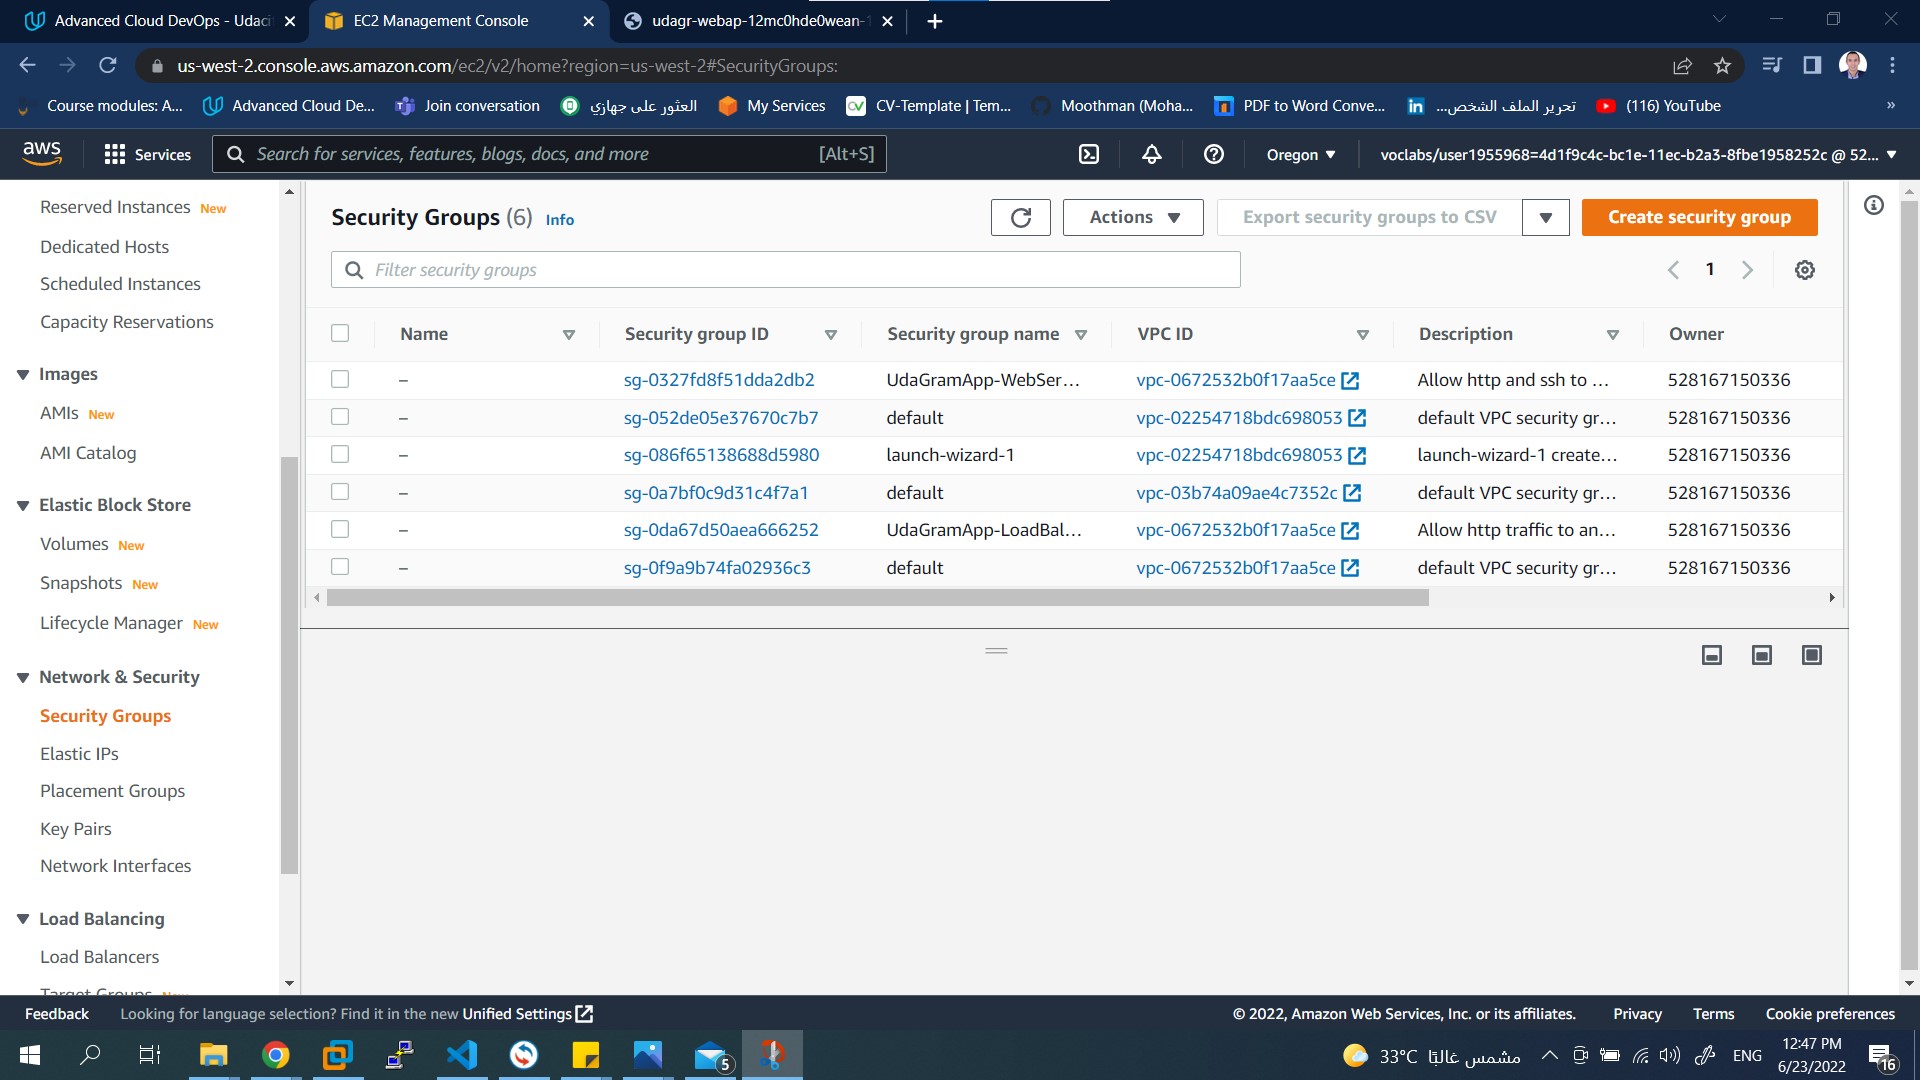 Advanced Cloud DevOps - Udaci
EC2 Management Console
udagr-webap-12mc0hde0wean-1
us-west-2.console.aws.amazon.com/ec2/v2/home?region=us-west-2#SecurityGroups:
Course modules: A...
Advanced Cloud De...
Join conversation
العثور على جهازي
My Services
CV-Template | Tem...
Moothman (Moha...
PDF to Word Conve...
تحرير الملف الشخص...
(116) YouTube
»
aws
Services
Search for services, features, blogs, docs, and more
[Alt+S]
Oregon
voclabs/user1955968=4d1f9c4c-bc1e-11ec-b2a3-8fbe1958252c @ 52...
Reserved Instances New
Dedicated Hosts
Scheduled Instances
Capacity Reservations
Images
AMIs New
AMI Catalog
Elastic Block Store
Volumes New
Snapshots New
Lifecycle Manager New
Network & Security
Security Groups
Elastic IPs
Placement Groups
Key Pairs
Network Interfaces
Load Balancing
Load Balancers
Target Groups New
Security Groups (6) Info
Actions
Export security groups to CSV
Create security group
Filter security groups
1
Name Security group ID Security group name VPC ID Description Owner
– sg-0327fd8f51dda2db2 UdaGramApp-WebSer... vpc-0672532b0f17aa5ce Allow http and ssh to ... 528167150336
– sg-052de05e37670c7b7 default vpc-02254718bdc698053 default VPC security gr... 528167150336
– sg-086f65138688d5980 launch-wizard-1 vpc-02254718bdc698053 launch-wizard-1 create... 528167150336
– sg-0a7bf0c9d31c4f7a1 default vpc-03b74a09ae4c7352c default VPC security gr... 528167150336
– sg-0da67d50aea666252 UdaGramApp-LoadBal... vpc-0672532b0f17aa5ce Allow http traffic to an... 528167150336
– sg-0f9a9b74fa02936c3 default vpc-0672532b0f17aa5ce default VPC security gr... 528167150336
Feedback
Looking for language selection? Find it in the new Unified Settings
© 2022, Amazon Web Services, Inc. or its affiliates.
Privacy
Terms
Cookie preferences
5
33°C مشمس غالبًا
ENG
12:47 PM
6/23/2022
16